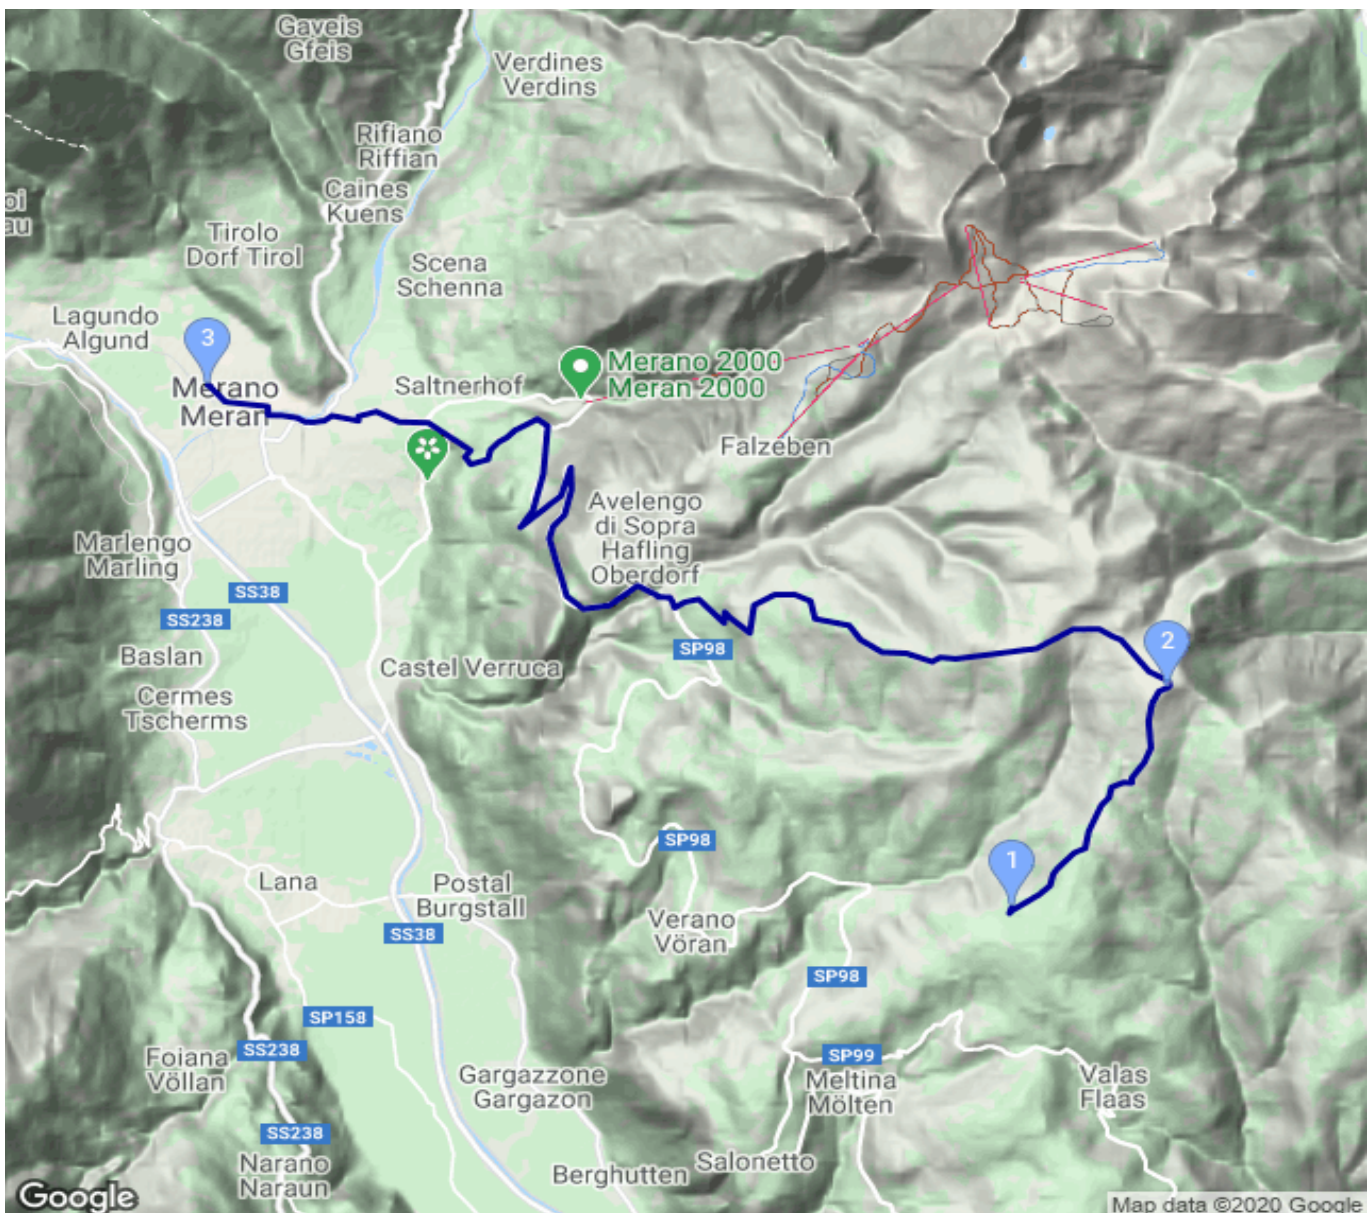 Gaveis
Gfeis
Verdines
Verdins
Rifiano
Riffian
Caines
Kuens
oi
au
Tirolo
Dorf Tirol
Scena
Schenna
Lagundo
Algund
3
Merano
Meran
Saltnerhof
Merano 2000
Meran 2000
Falzeben
Avelengo
di Sopra
Hafling
Oberdorf
Marlengo
Marling
SS38
SS238
Baslan
SP98
2
Castel Verruca
Cermes
Tscherms
SP98
1
Lana
Postal
Burgstall
SS38
Verano
Vöran
SP98
SP158
Foiana
Völlan
SS238
SP99
Meltina
Mölten
Valas
Flaas
Gargazzone
Gargazon
SS238
Narano
Naraun
Salonetto
Berghutten
Google
Map data ©2020 Google